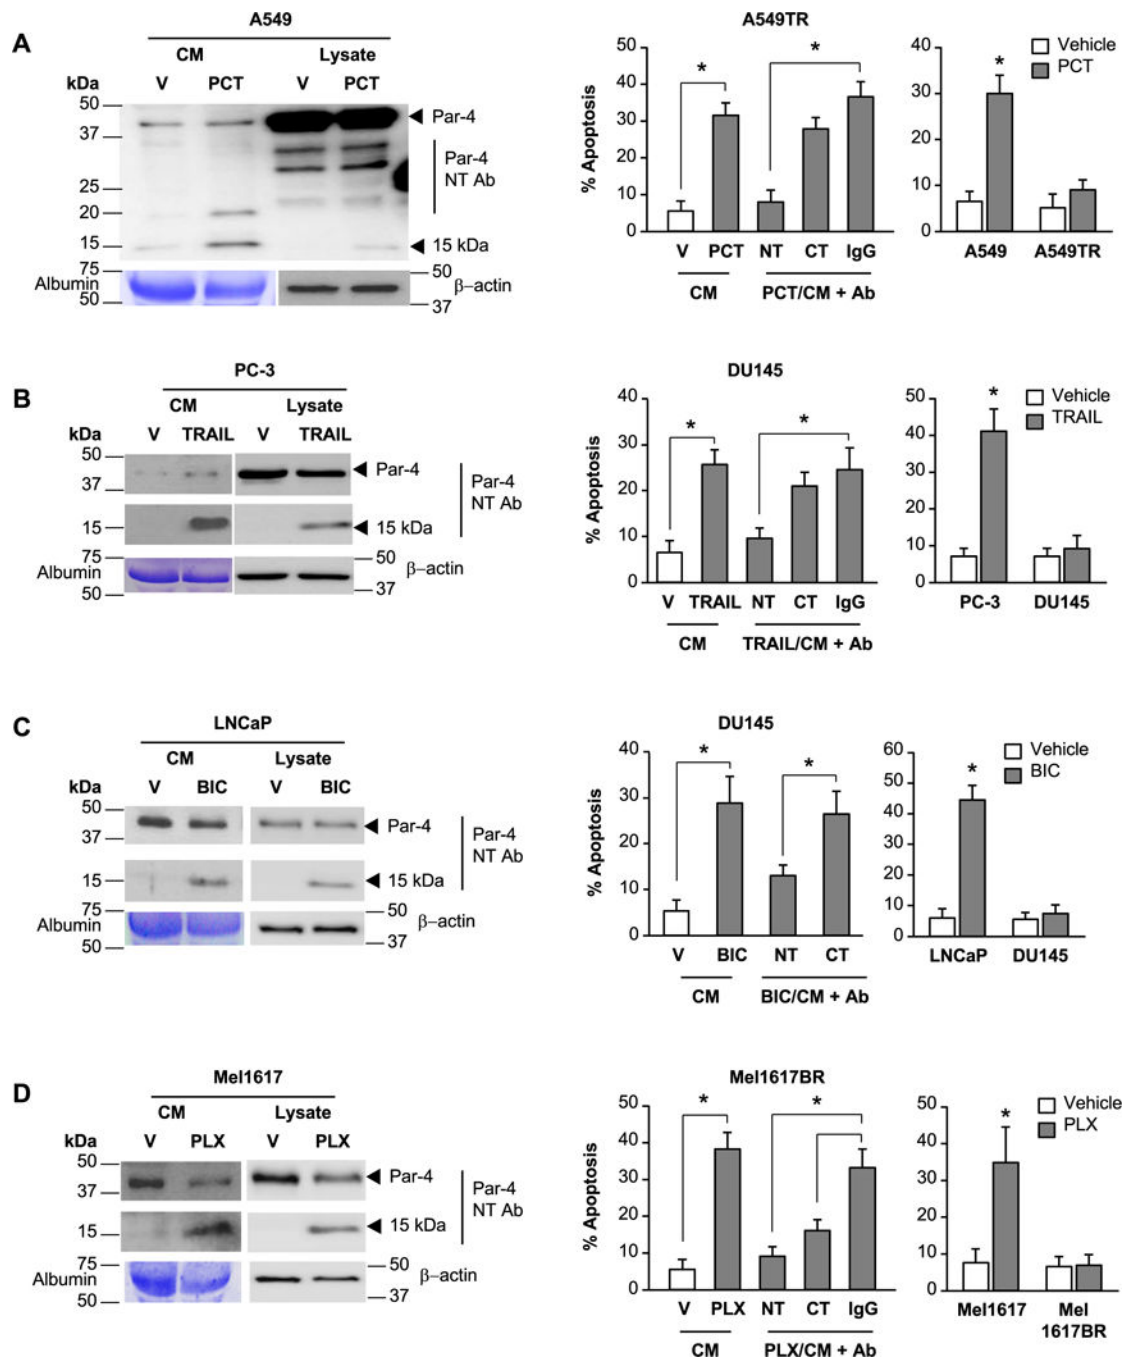 A
A549
CM Lysate
kDa V PCT V PCT
50
37
25
20
15
Par-4
Par-4
NT Ab
15 kDa
75
Albumin
50
50
β–actin
37
A549TR
% Apoptosis
50
40
30
20
10
0
V PCT NT CT IgG
CM PCT/CM + Ab
* *
40
30
20
10
0
*
A549 A549TR
Vehicle
PCT
B
PC-3
CM Lysate
kDa V TRAIL V TRAIL
50
37
15
Par-4
15 kDa
Par-4
NT Ab
75
Albumin
50
50
β–actin
37
DU145
% Apoptosis
40
30
20
10
0
V TRAIL NT CT IgG
CM TRAIL/CM + Ab
* *
50
40
30
20
10
0
*
PC-3 DU145
Vehicle
TRAIL
C
LNCaP
CM Lysate
kDa V BIC V BIC
50
37
15
Par-4
15 kDa
Par-4
NT Ab
75
Albumin
50
50
β–actin
37
DU145
% Apoptosis
40
30
20
10
0
V BIC NT CT
CM BIC/CM + Ab
* *
60
50
40
30
20
10
0
*
LNCaP DU145
Vehicle
BIC
D
Mel1617
CM Lysate
kDa V PLX V PLX
50
37
15
Par-4
15 kDa
Par-4
NT Ab
75
Albumin
50
50
β–actin
37
Mel1617BR
% Apoptosis
50
40
30
20
10
0
V PLX NT CT IgG
CM PLX/CM + Ab
* *
50
40
30
20
10
0
*
Mel1617 Mel
1617BR
Vehicle
PLX